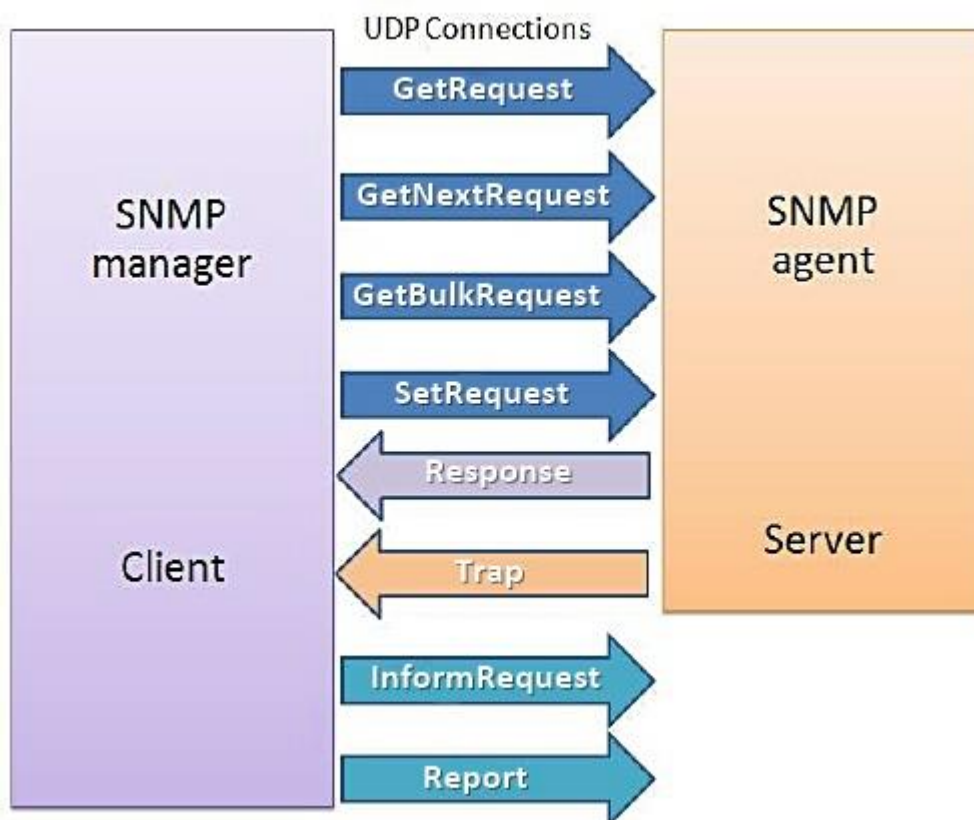 UDP Connections
GetRequest
GetNextRequest
GetBulkRequest
SetRequest
Response
Trap
InformRequest
Report
SNMP
manager
Client
SNMP
agent
Server